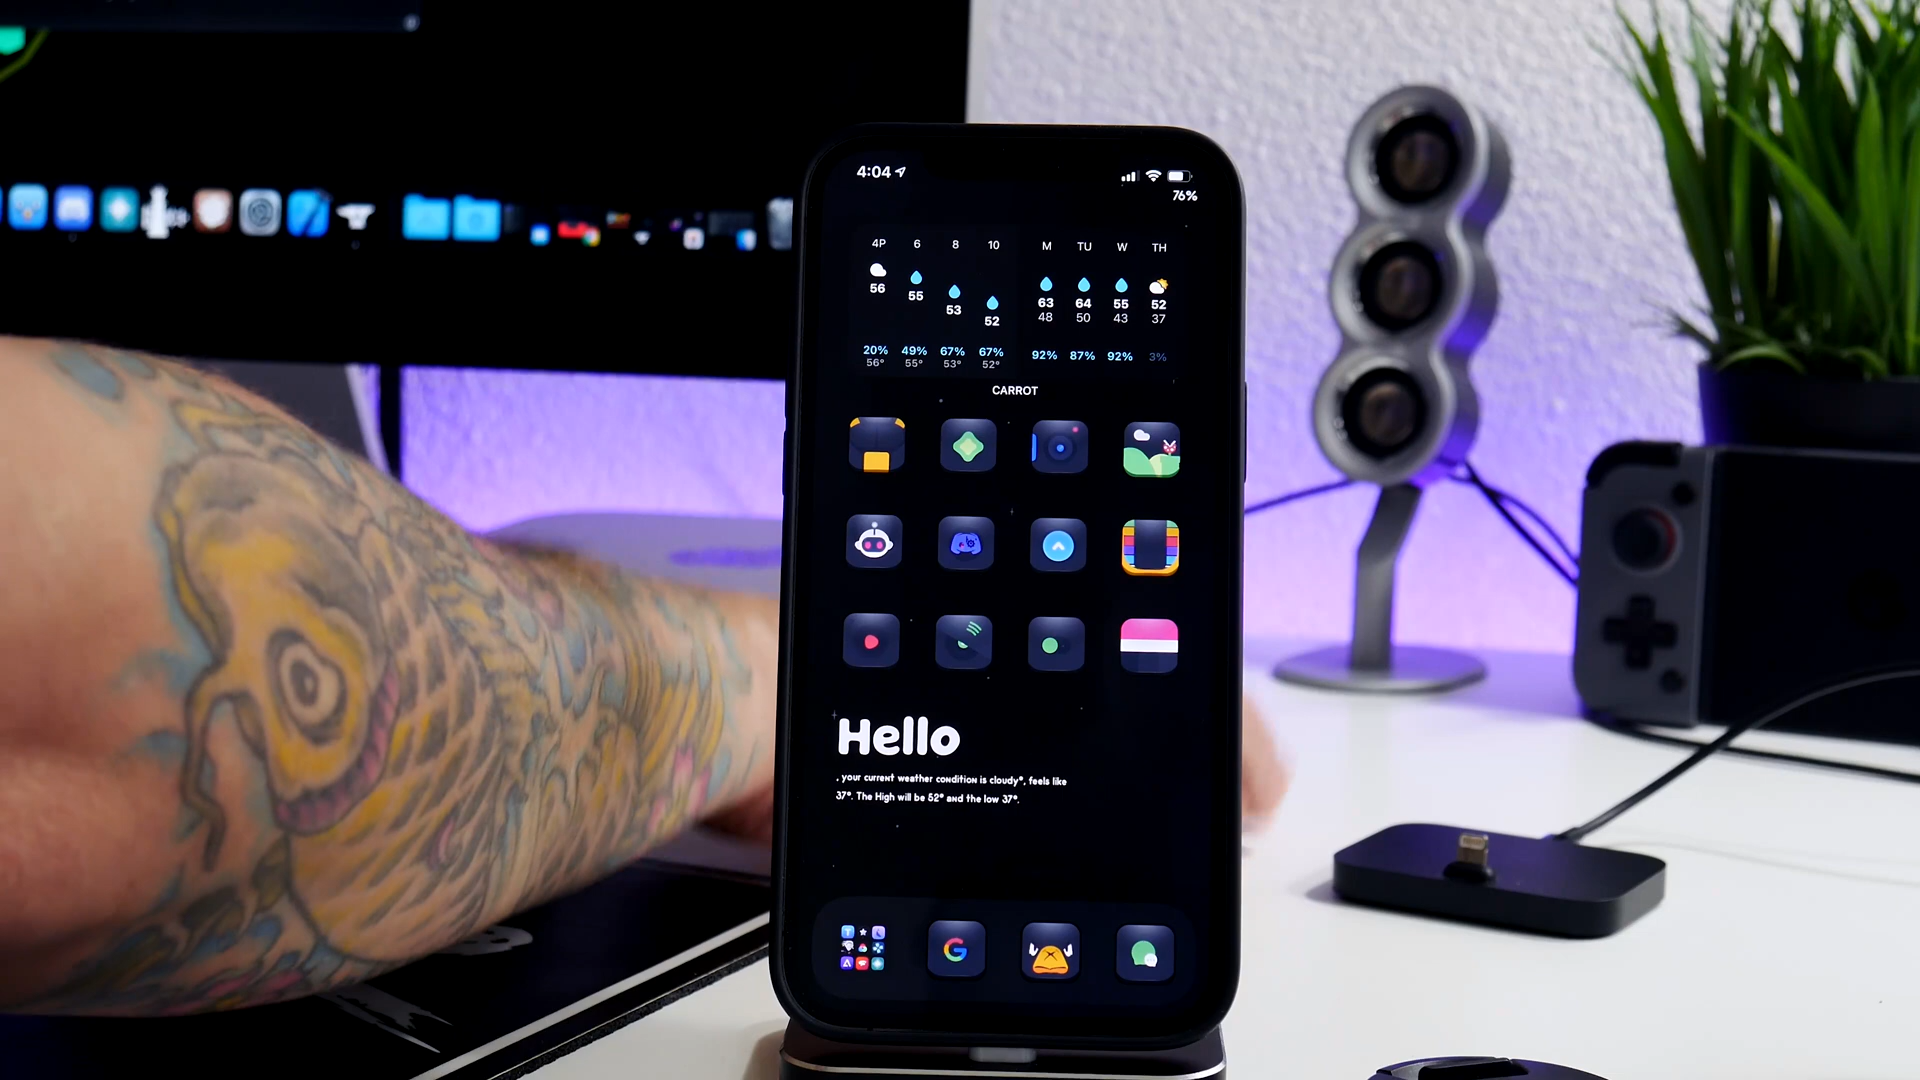 4:04
76%
4P 6 8 10 M TU W TH
56 55 53 52 63 64 55 52
48 50 43 37
20% 49% 67% 67% 92% 87% 92% 3%
56° 55° 53° 52°
CARROT
Hello
, your current weather condition is cloudy°, feels like
37°. The High will be 52° and the low 37°.
G